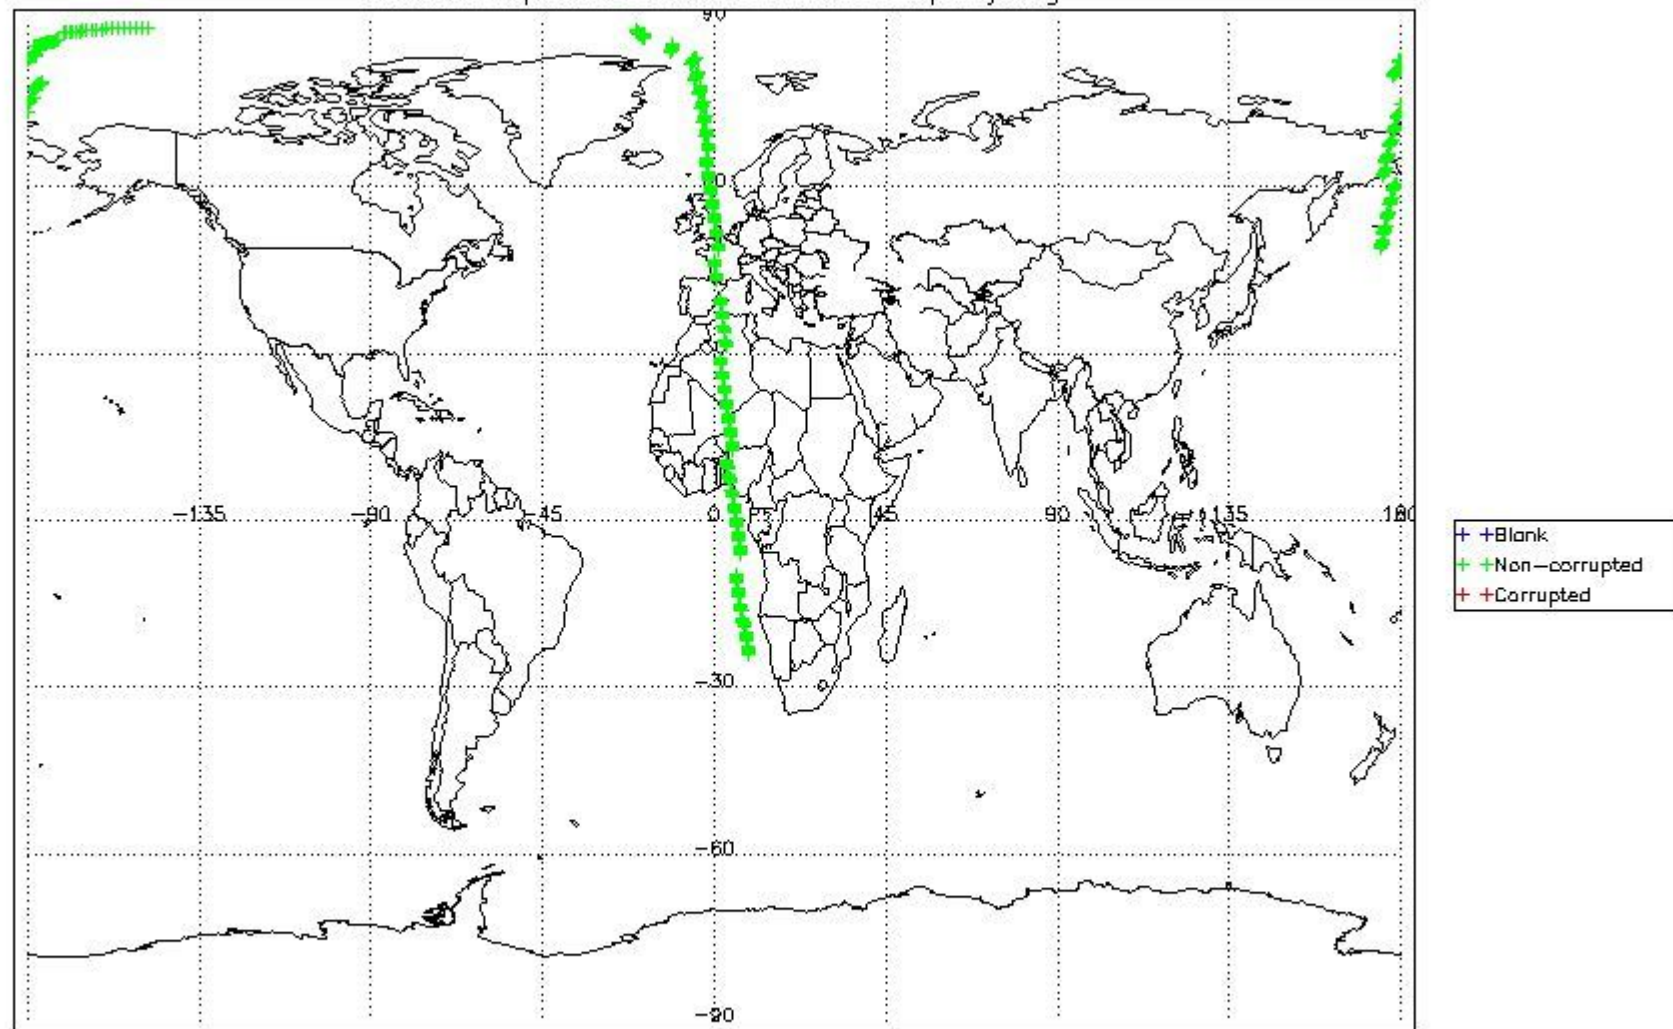 90
-135 -90 -45 0 45 90 135 180
-30
-60
-90
+ +Blank
+ +Non-corrupted
+ +Corrupted